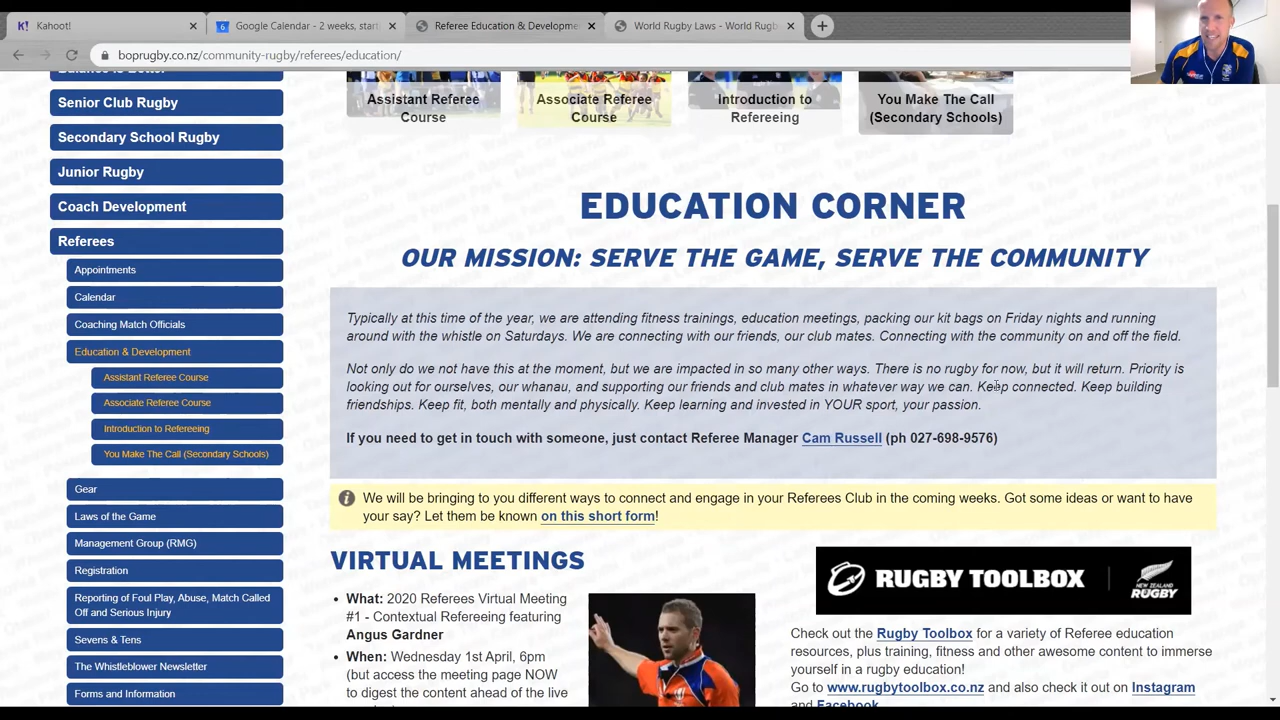 Kahoot!
Google Calendar - 2 weeks, start
Referee Education & Developme
World Rugby Laws - World Rugb
boprugby.co.nz/community-rugby/referees/education/
Balance is Better
Senior Club Rugby
Secondary School Rugby
Junior Rugby
Coach Development
Referees
Appointments
Calendar
Coaching Match Officials
Education & Development
Assistant Referee Course
Associate Referee Course
Introduction to Refereeing
You Make The Call (Secondary Schools)
Gear
Laws of the Game
Management Group (RMG)
Registration
Reporting of Foul Play, Abuse, Match Called
Off and Serious Injury
Sevens & Tens
The Whistleblower Newsletter
Forms and Information
Assistant Referee
Course
Associate Referee
Course
Introduction to
Refereeing
You Make The Call
(Secondary Schools)
EDUCATION CORNER
OUR MISSION: SERVE THE GAME, SERVE THE COMMUNITY
Typically at this time of the year, we are attending fitness trainings, education meetings, packing our kit bags on Friday nights and running
around with the whistle on Saturdays. We are connecting with our friends, our club mates. Connecting with the community on and off the field.
Not only do we not have this at the moment, but we are impacted in so many other ways. There is no rugby for now, but it will return. Priority is
looking out for ourselves, our whanau, and supporting our friends and club mates in whatever way we can. Keep connected. Keep building
friendships. Keep fit, both mentally and physically. Keep learning and invested in YOUR sport, your passion.
If you need to get in touch with someone, just contact Referee Manager Cam Russell (ph 027-698-9576)
We will be bringing to you different ways to connect and engage in your Referees Club in the coming weeks. Got some ideas or want to have
your say? Let them be known on this short form!
VIRTUAL MEETINGS
What: 2020 Referees Virtual Meeting
#1 - Contextual Refereeing featuring
Angus Gardner
When: Wednesday 1st April, 6pm
(but access the meeting page NOW
to digest the content ahead of the live
RUGBY TOOLBOX
NEW ZEALAND
RUGBY
Check out the Rugby Toolbox for a variety of Referee education
resources, plus training, fitness and other awesome content to immerse
yourself in a rugby education!
Go to www.rugbytoolbox.co.nz and also check it out on Instagram
and Facebook